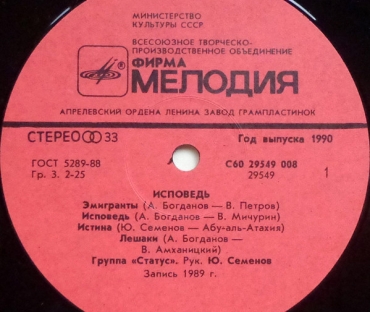 МИНИСТЕРСТВО
КУЛЬТУРЫ СССР
ВСЕСОЮЗНОЕ ТВОРЧЕСКО-
ПРОИЗВОДСТВЕННОЕ ОБЪЕДИНЕНИЕ
ФИРМА
МЕЛОДИЯ
АПРЕЛЕВСКИЙ ОРДЕНА ЛЕНИНА ЗАВОД ГРАМПЛАСТИНОК
СТЕРЕО 33
Год выпуска 1990
ГОСТ 5289-88
Гр. 3. 2-25
С60 29549 008
29549
1
ИСПОВЕДЬ
Эмигранты (А. Богданов — В. Петров)
Исповедь (А. Богданов — В. Мичурин)
Истина (Ю. Семенов — Абу-аль-Атахия)
Лешаки (А. Богданов —
В. Амханицкий)
Группа «Статус». Рук. Ю. Семенов
Запись 1989 г.